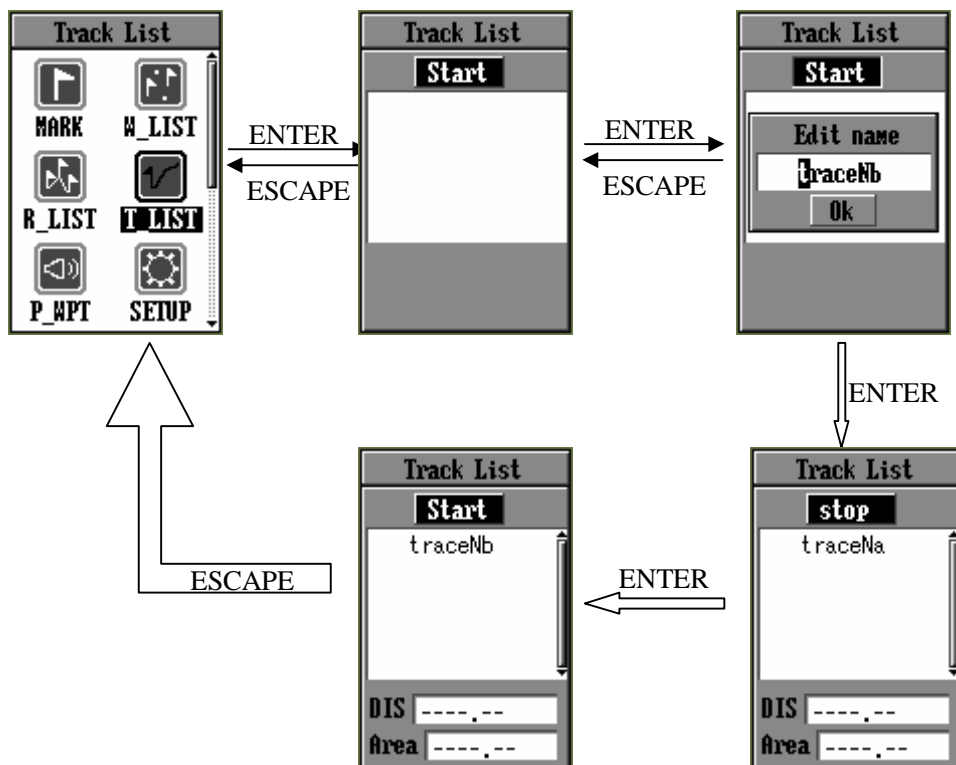 Track List
MARK W_LIST
R_LIST T_LIST
P_WPT SETUP
ENTER
ESCAPE
Track List
Start
ENTER
ESCAPE
Track List
Start
Edit name
traceNb
Ok
ENTER
Track List
stop
traceNa
DIS ----.--
Area ----.--
ENTER
Track List
Start
traceNb
DIS ----.--
Area ----.--
ESCAPE